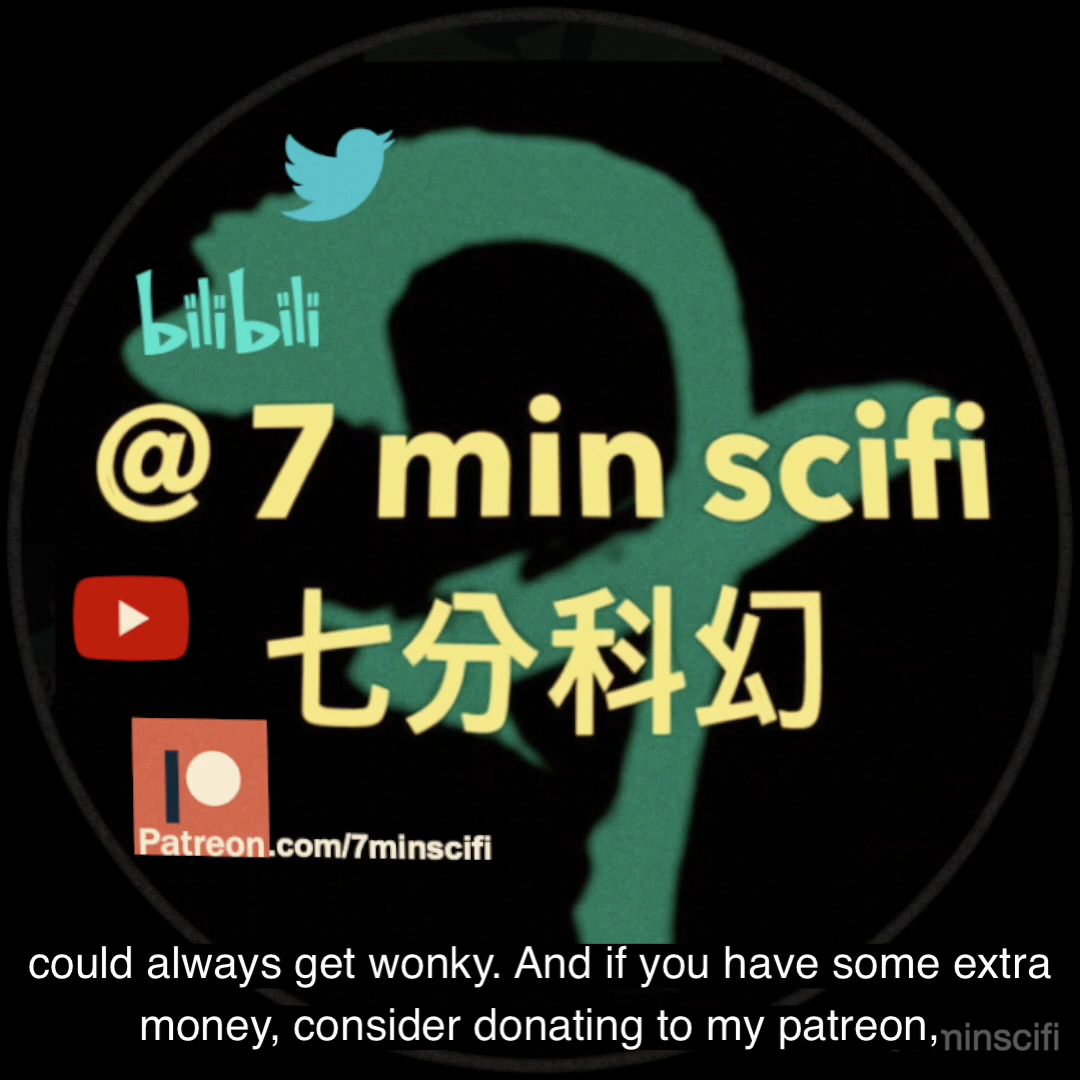 bilibili
@ 7 min scifi
七分科幻
Patreon.com/7minscifi
could always get wonky. And if you have some extra
money, consider donating to my patreon,
minscifi